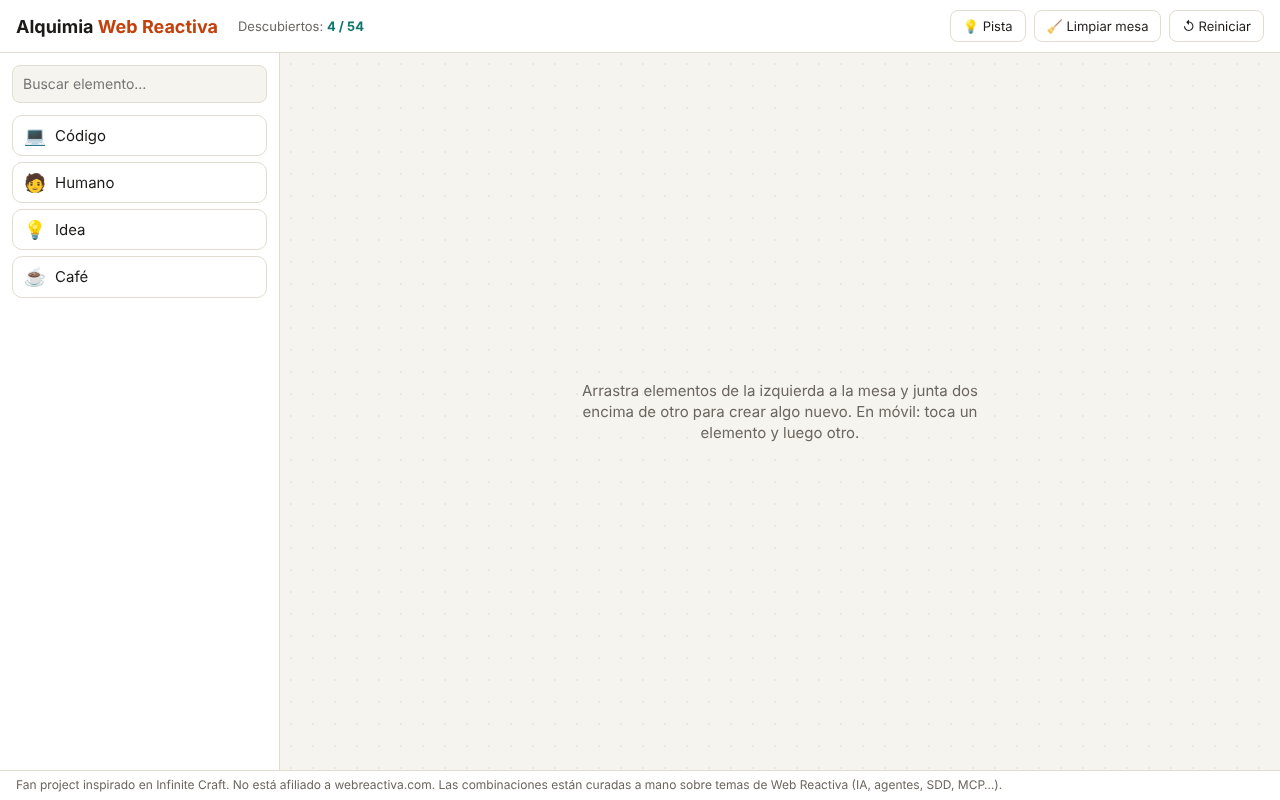 Alquimia Web Reactiva
Descubiertos: 4 / 54
💡 Pista
🧹 Limpiar mesa
↺ Reiniciar
Buscar elemento...
💻 Código
🧑 Humano
💡 Idea
☕ Café
Arrastra elementos de la izquierda a la mesa y junta dos
encima de otro para crear algo nuevo. En móvil: toca un
elemento y luego otro.
Fan project inspirado en Infinite Craft. No está afiliado a webreactiva.com. Las combinaciones están curadas a mano sobre temas de Web Reactiva (IA, agentes, SDD, MCP...).